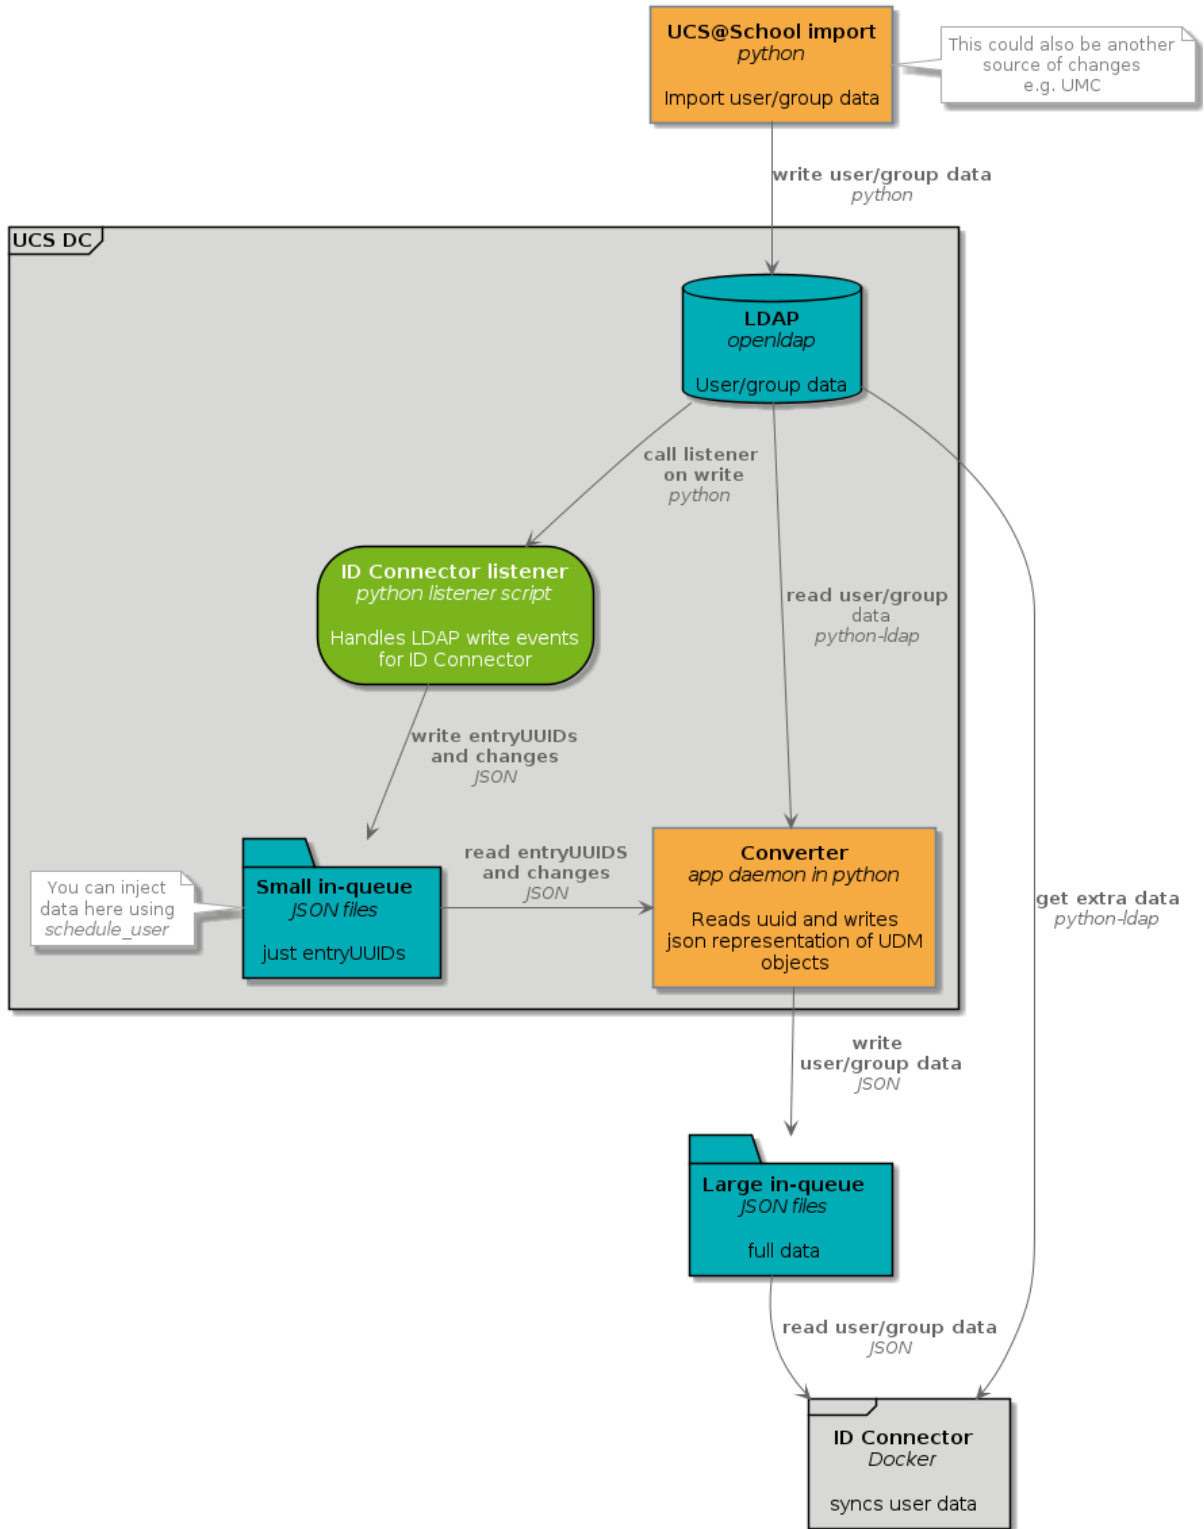 UCS@School import
python
Import user/group data
This could also be another
source of changes
e.g. UMC
write user/group data
python
UCS DC
LDAP
openldap
User/group data
call listener
on write
python
ID Connector listener
python listener script
Handles LDAP write events
for ID Connector
read user/group
data
python-ldap
write entryUUIDs
and changes
JSON
You can inject
data here using
schedule_user
Small in-queue
JSON files
just entryUUIDs
read entryUUIDS
and changes
JSON
Converter
app daemon in python
Reads uuid and writes
json representation of UDM
objects
get extra data
python-ldap
write
user/group data
JSON
Large in-queue
JSON files
full data
read user/group data
JSON
ID Connector
Docker
syncs user data